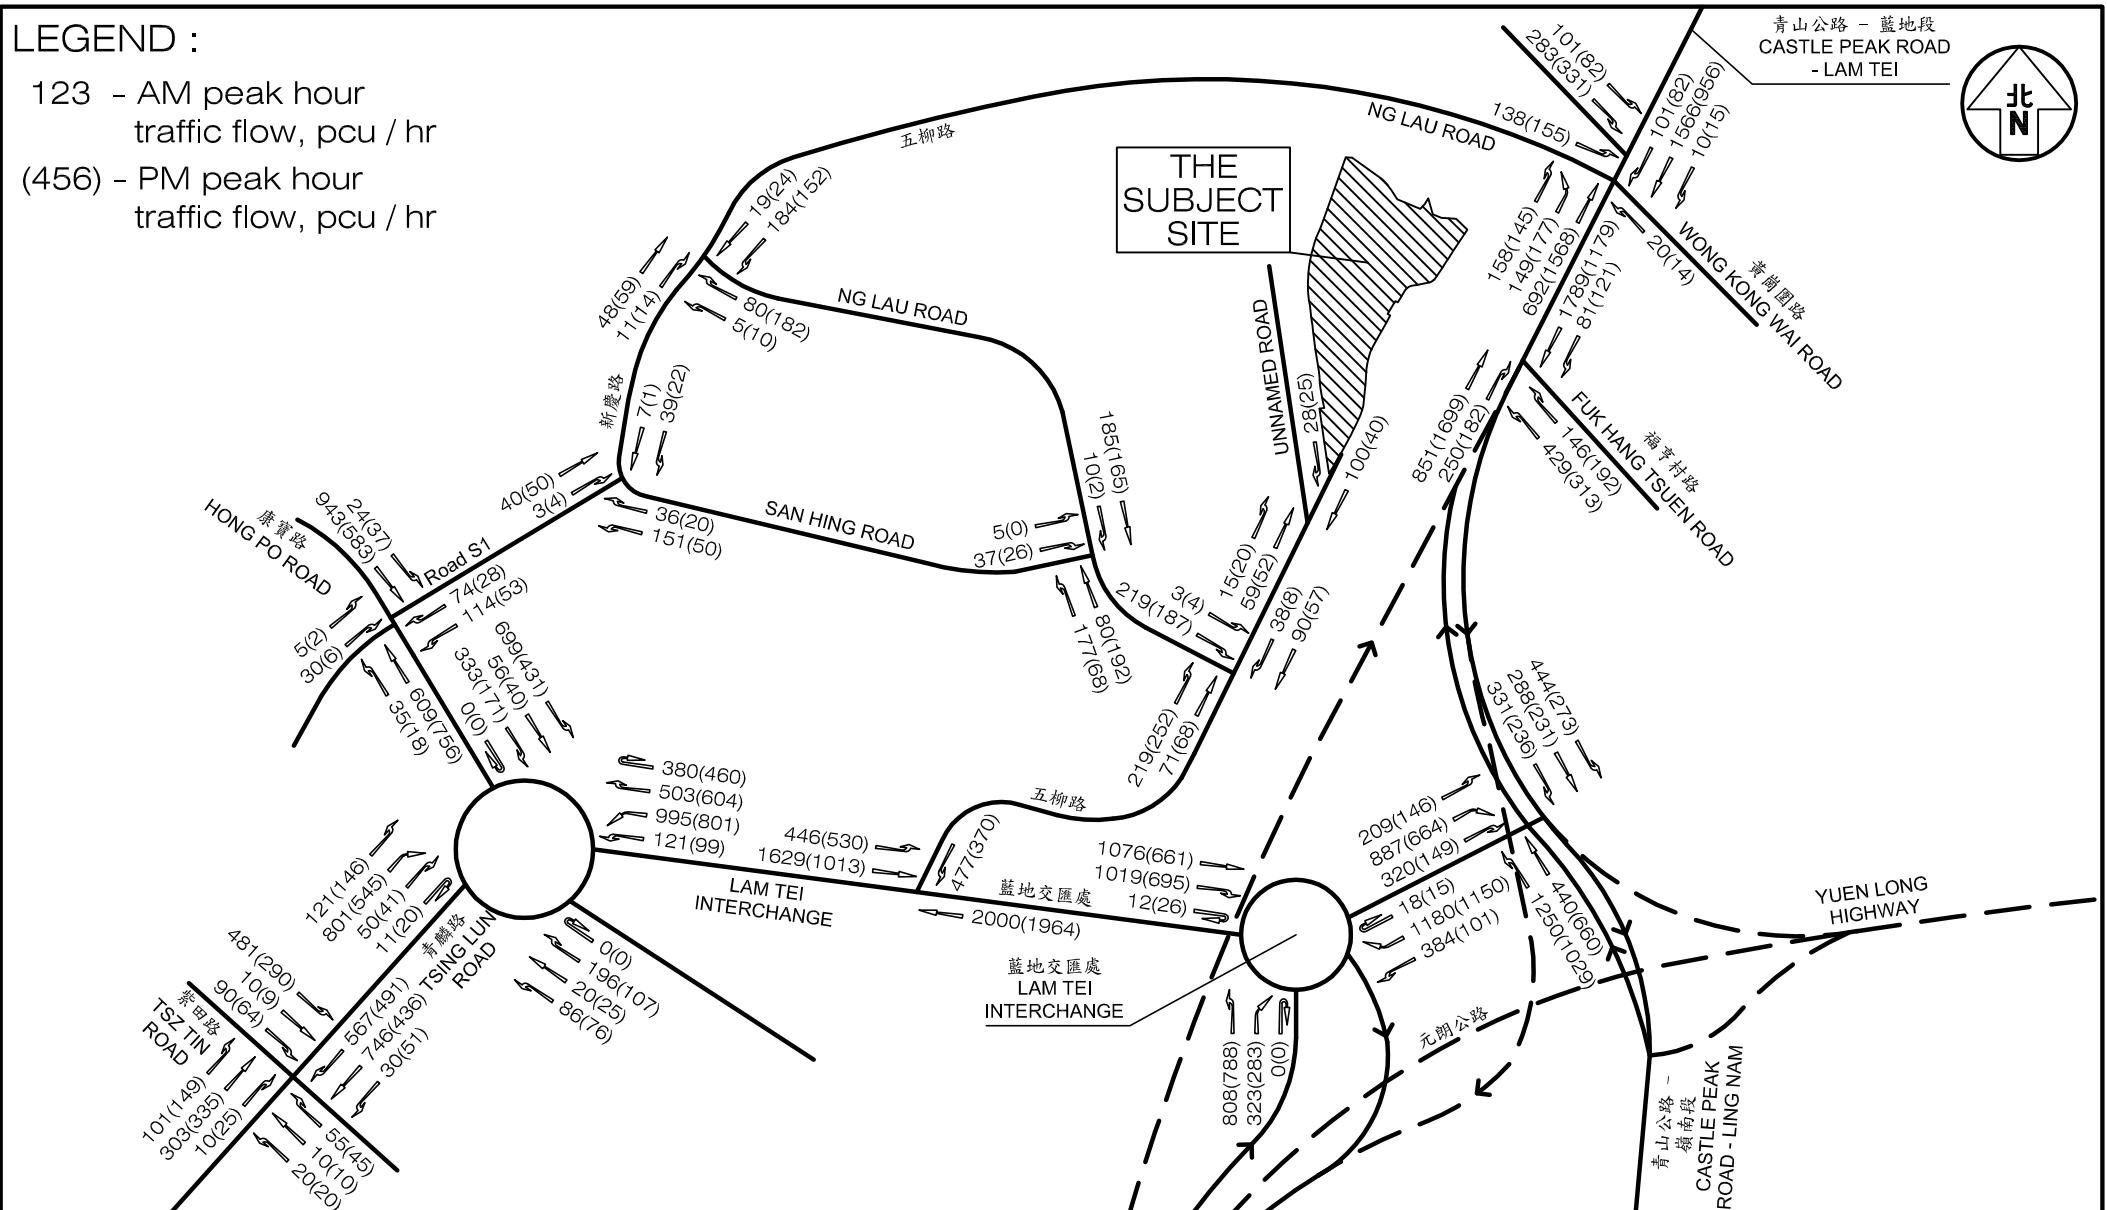 LEGEND :
123 - AM peak hour
traffic flow, pcu / hr
(456) - PM peak hour
traffic flow, pcu / hr
青山公路 - 藍地段
CASTLE PEAK ROAD
- LAM TEI
北
N
101(82)
283(331)
101(82)
1566(956)
10(15)
138(155)
NG LAU ROAD
五柳路
THE
SUBJECT
SITE
19(24)
184(152)
48(59)
11(14)
80(182)
5(10)
NG LAU ROAD
158(145)
149(177)
692(1568)
1789(1179)
81(121)
20(14)
黃崗圍路
WONG KONG WAI ROAD
UNNAMED ROAD
28(25)
100(40)
851(1699)
250(182)
146(192)
429(313)
福亨村路
FUK HANG TSUEN ROAD
新慶路
7(1)
39(22)
40(50)
3(4)
36(20)
151(50)
SAN HING ROAD
185(165)
10(2)
5(0)
37(26)
80(192)
177(68)
3(4)
219(187)
15(20)
59(52)
38(8)
90(57)
219(252)
71(68)
康寶路
HONG PO ROAD
24(37)
943(583)
Road S1
74(28)
114(53)
5(2)
30(6)
609(756)
35(18)
699(431)
56(40)
333(171)
0(0)
380(460)
503(604)
995(801)
121(99)
446(530)
1629(1013)
五柳路
477(370)
LAM TEI
INTERCHANGE
藍地交匯處
2000(1964)
1076(661)
1019(695)
12(26)
藍地交匯處
LAM TEI
INTERCHANGE
444(273)
288(231)
331(236)
209(146)
887(664)
320(149)
18(15)
1180(1150)
384(101)
440(660)
1250(1029)
808(788)
323(283)
0(0)
YUEN LONG
HIGHWAY
元朗公路
青山公路 -
嶺南段
CASTLE PEAK
ROAD - LING NAM
121(146)
801(545)
50(41)
11(20)
青麟路
TSING LUN
ROAD
0(0)
196(107)
20(25)
86(76)
481(290)
10(9)
90(64)
紫田路
TSZ TIN
ROAD
567(491)
746(436)
30(51)
101(149)
303(335)
10(25)
55(45)
10(10)
20(20)